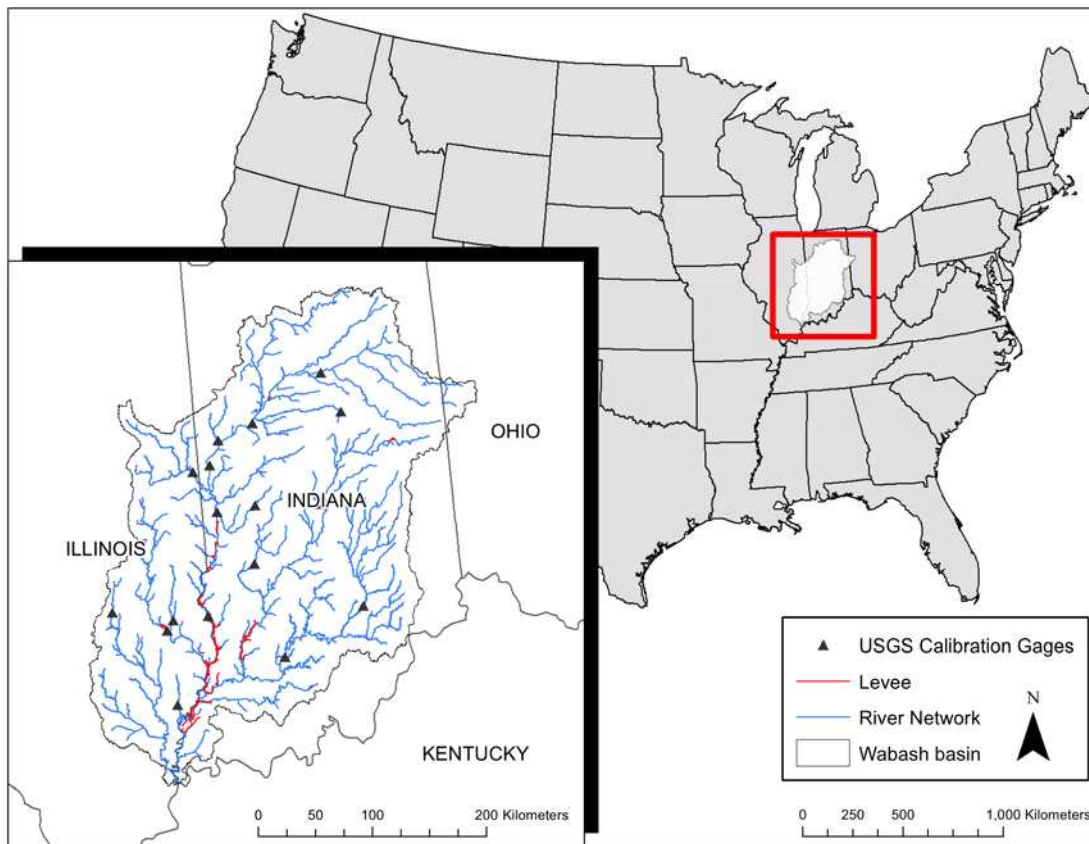 OHIO
INDIANA
ILLINOIS
KENTUCKY
0 50 100 200 Kilometers
USGS Calibration Gages
Levee
River Network
Wabash basin
N
0 250 500 1,000 Kilometers